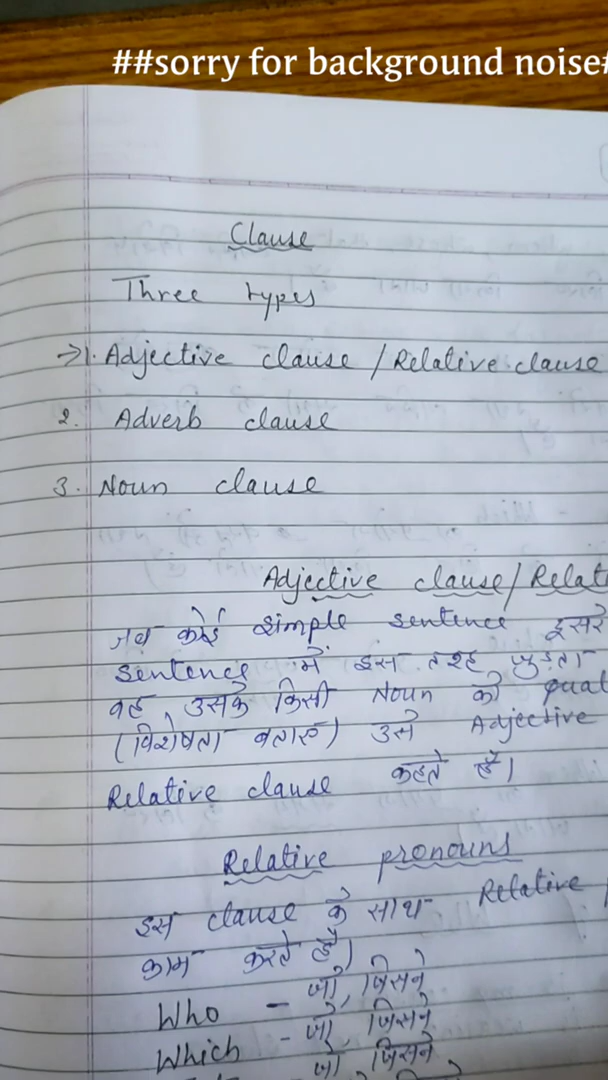 ##sorry for background noise#
Clause
Three types
→1. Adjective clause / Relative clause
2. Adverb clause
3. Noun clause
Adjective clause / Relat
जब कोई simple sentence दूसरे
sentence में इस तरह जुड़ता
वह उसके किसी Noun को qual
(विशेषता बताए) उसे Adjective
Relative clause कहते हैं।
Relative pronouns
इस clause के साथ Relative
काम करते हैं।
Who - जो, जिसने
Which - जो, जिसने
जो जिसने